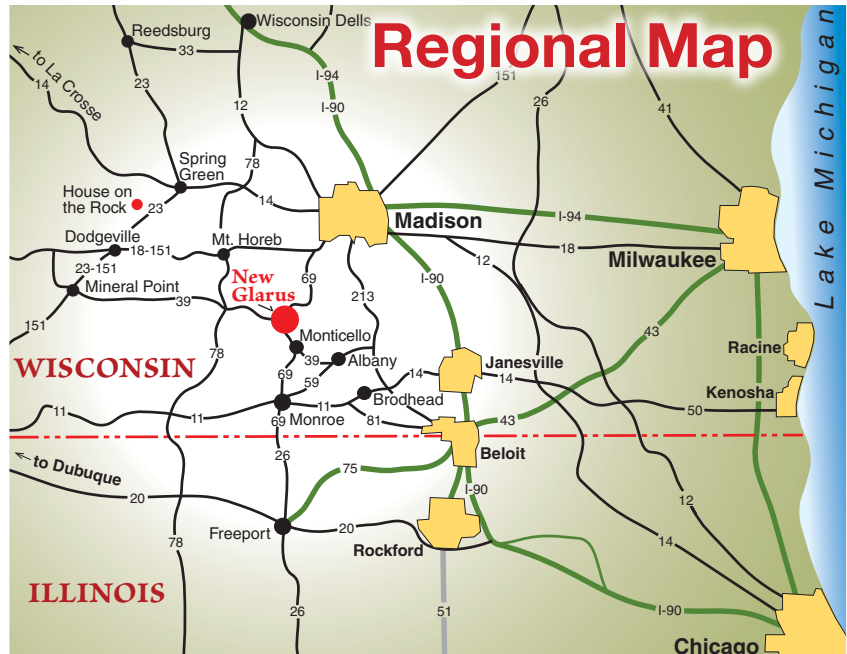 Regional Map
Reedsburg
Wisconsin Dells
33
I-94
151
to La Crosse
14
23
12
I-90
26
41
Lake Michigan
Spring
Green
78
House on
the Rock
23
14
Madison
I-94
Dodgeville
18-151
Mt. Horeb
18
Milwaukee
23-151
Mineral Point
New
Glarus
69
12
I-90
39
213
151
43
Monticello
WISCONSIN
78
39
Albany
Janesville
Racine
69
59
14
14
Kenosha
Brodhead
11
11
11
50
69
Monroe
81
43
26
Beloit
to Dubuque
75
20
I-90
12
Freeport
20
Rockford
78
14
ILLINOIS
26
51
I-90
Chicago